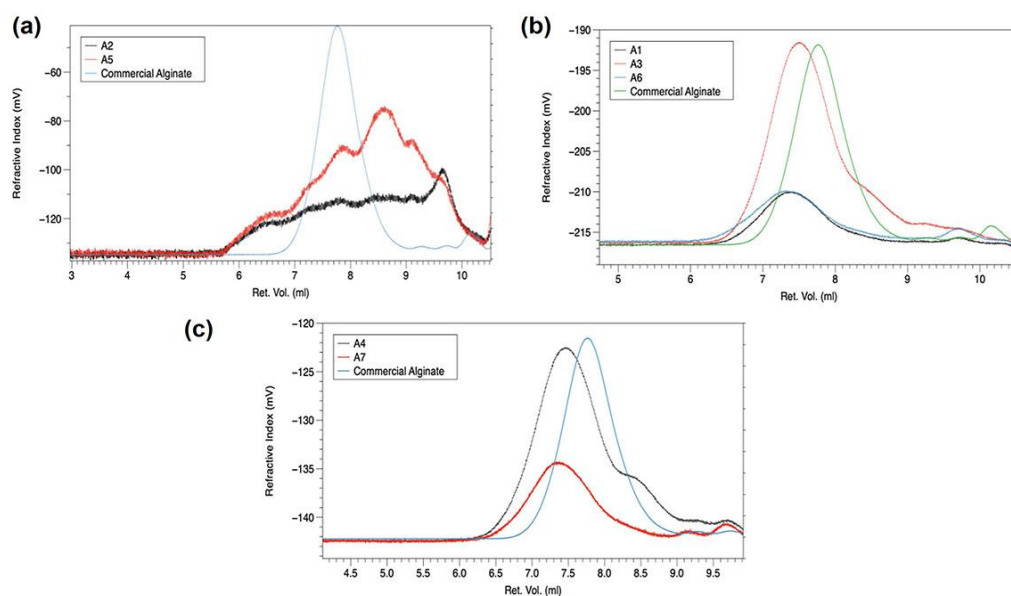 (a)
A2
A5
Commercial Alginate
Refractive Index (mV)
−60
−80
−100
−120
3 4 5 6 7 8 9 10
Ret. Vol. (ml)
(b)
A1
A3
A6
Commercial Alginate
Refractive Index (mV)
−190
−195
−200
−205
−210
−215
5 6 7 8 9 10
Ret. Vol. (ml)
(c)
A4
A7
Commercial Alginate
Refractive Index (mV)
−120
−125
−130
−135
−140
4.5 5.0 5.5 6.0 6.5 7.0 7.5 8.0 8.5 9.0 9.5
Ret. Vol. (ml)